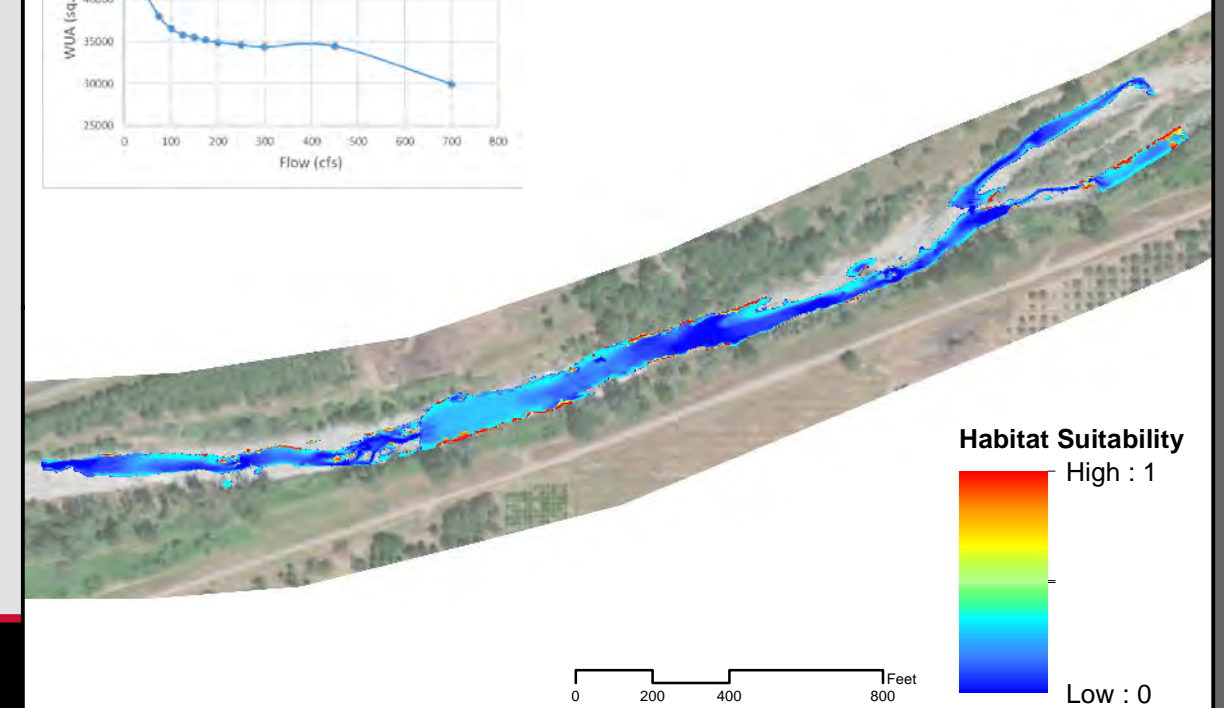 40000
WUA (sq.
35000
30000
25000
0 100 200 300 400 500 600 700 800
Flow (cfs)
Habitat Suitability
High : 1
=
Low : 0
Feet
0 200 400 800